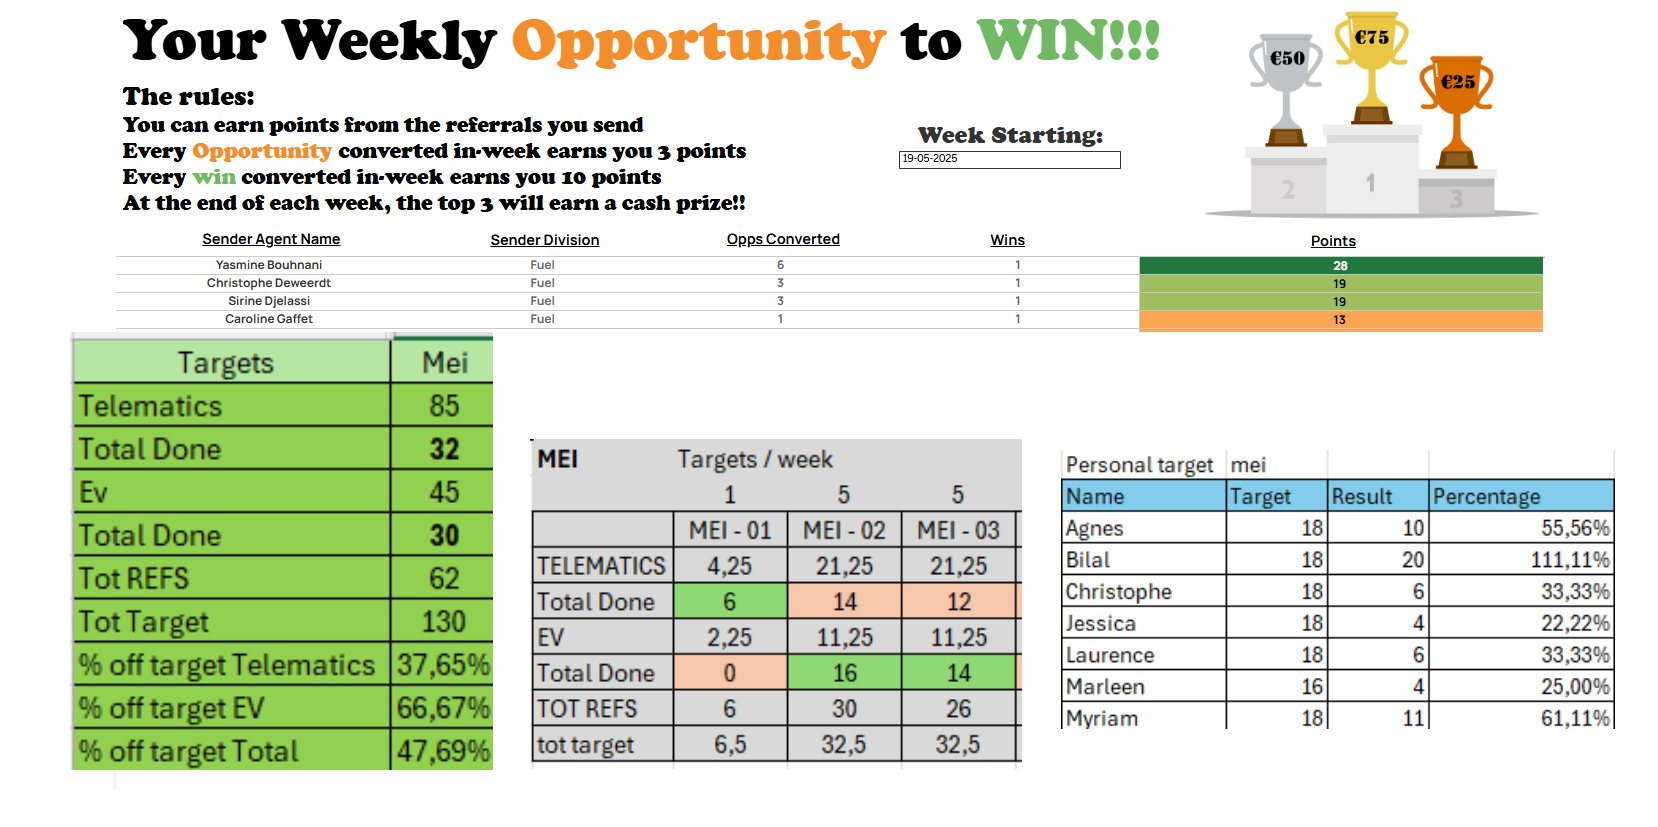 Your Weekly Opportunity to WIN!!!
€50
€75
€25
2
1
3
The rules:
You can earn points from the referrals you send
Every Opportunity converted in-week earns you 3 points
Every win converted in-week earns you 10 points
At the end of each week, the top 3 will earn a cash prize!!
Week Starting:
19-05-2025
Sender Agent Name Sender Division Opps Converted Wins Points
Yasmine Bouhnani Fuel 6 1 28
Christophe Deweerdt Fuel 3 1 19
Sirine Djelassi Fuel 3 1 19
Caroline Gaffet Fuel 1 1 13
Targets Mei
Telematics 85
Total Done 32
Ev 45
Total Done 30
Tot REFS 62
Tot Target 130
% off target Telematics 37,65%
% off target EV 66,67%
% off target Total 47,69%
MEI Targets / week
1 5 5
MEI - 01 MEI - 02 MEI - 03
TELEMATICS 4,25 21,25 21,25
Total Done 6 14 12
EV 2,25 11,25 11,25
Total Done 0 16 14
TOT REFS 6 30 26
tot target 6,5 32,5 32,5
Personal target mei
Name Target Result Percentage
Agnes 18 10 55,56%
Bilal 18 20 111,11%
Christophe 18 6 33,33%
Jessica 18 4 22,22%
Laurence 18 6 33,33%
Marleen 16 4 25,00%
Myriam 18 11 61,11%